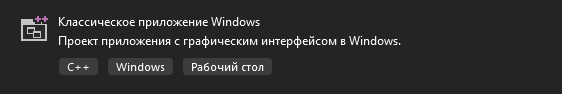 Классическое приложение Windows
Проект приложения с графическим интерфейсом в Windows.
C++ Windows Рабочий стол